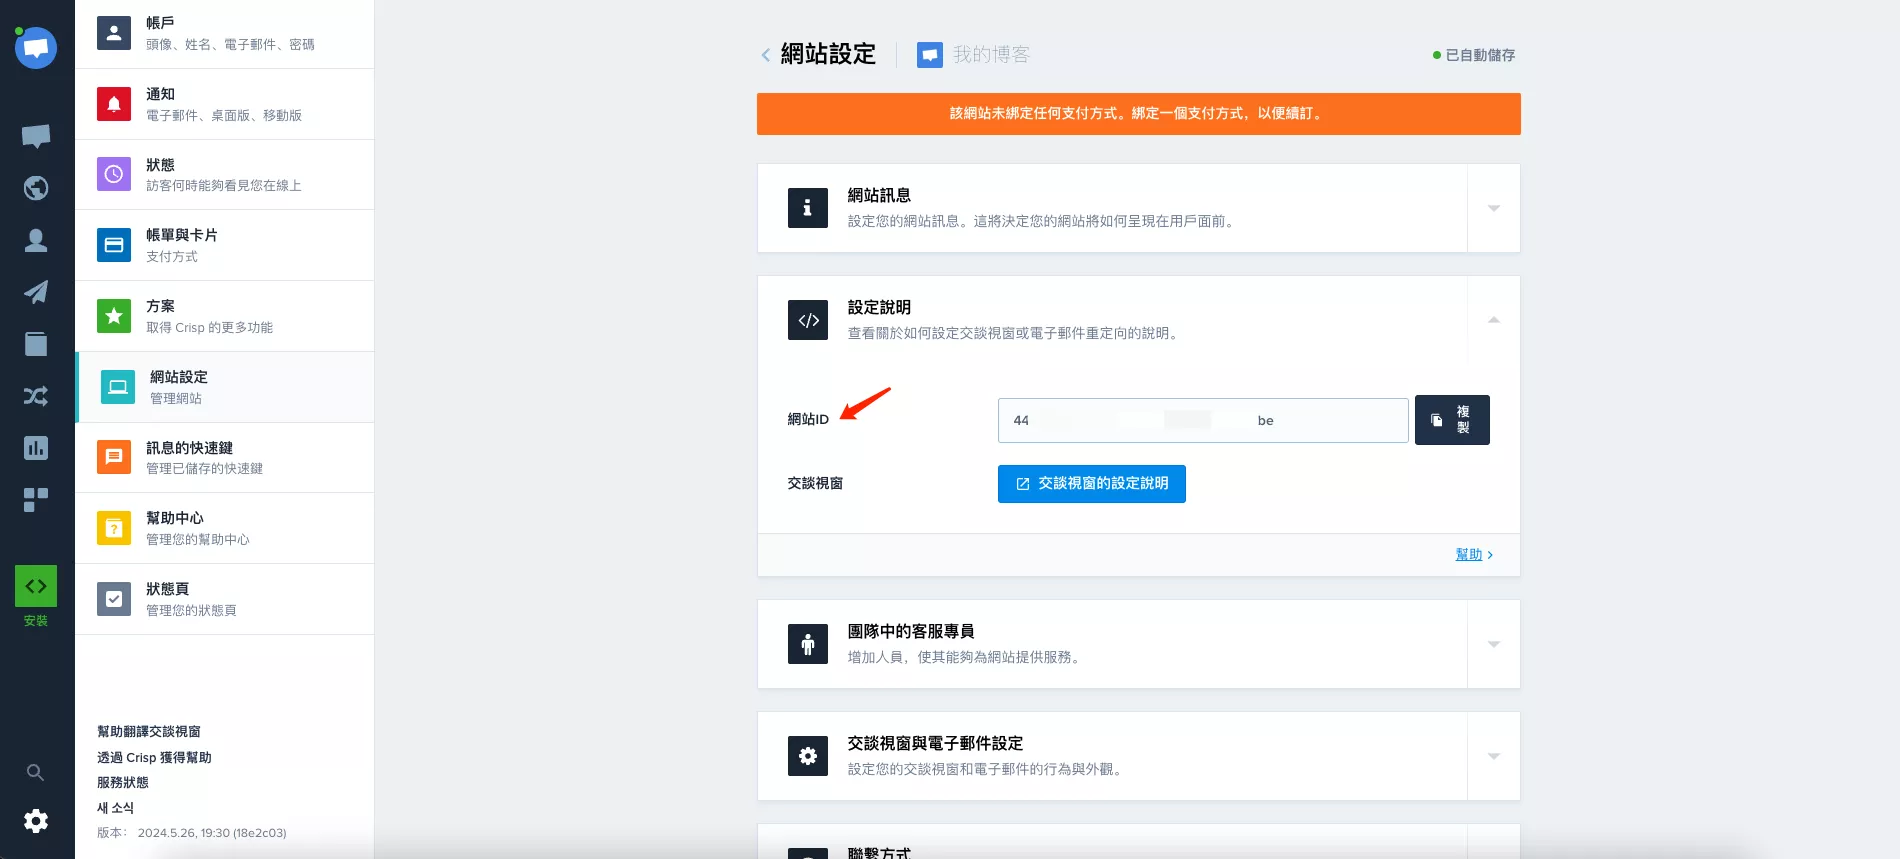 帳戶
頭像、姓名、電子郵件、密碼
通知
電子郵件、桌面版、移動版
狀態
訪客何時能夠看見您在線上
帳單與卡片
支付方式
方案
取得 Crisp 的更多功能
網站設定
管理網站
訊息的快速鍵
管理已儲存的快速鍵
幫助中心
管理您的幫助中心
狀態頁
管理您的狀態頁
安裝
幫助翻譯交談視窗
透過 Crisp 獲得幫助
服務狀態
새 소식
版本： 2024.5.26, 19:30 (18e2c03)
網站設定
我的博客
已自動儲存
該網站未綁定任何支付方式。綁定一個支付方式，以便續訂。
網站訊息
設定您的網站訊息。這將決定您的網站將如何呈現在用戶面前。
設定說明
查看關於如何設定交談視窗或電子郵件重定向的說明。
網站ID
44 be
複
製
交談視窗
交談視窗的設定說明
幫助
團隊中的客服專員
增加人員，使其能夠為網站提供服務。
交談視窗與電子郵件設定
設定您的交談視窗和電子郵件的行為與外觀。
聯繫方式